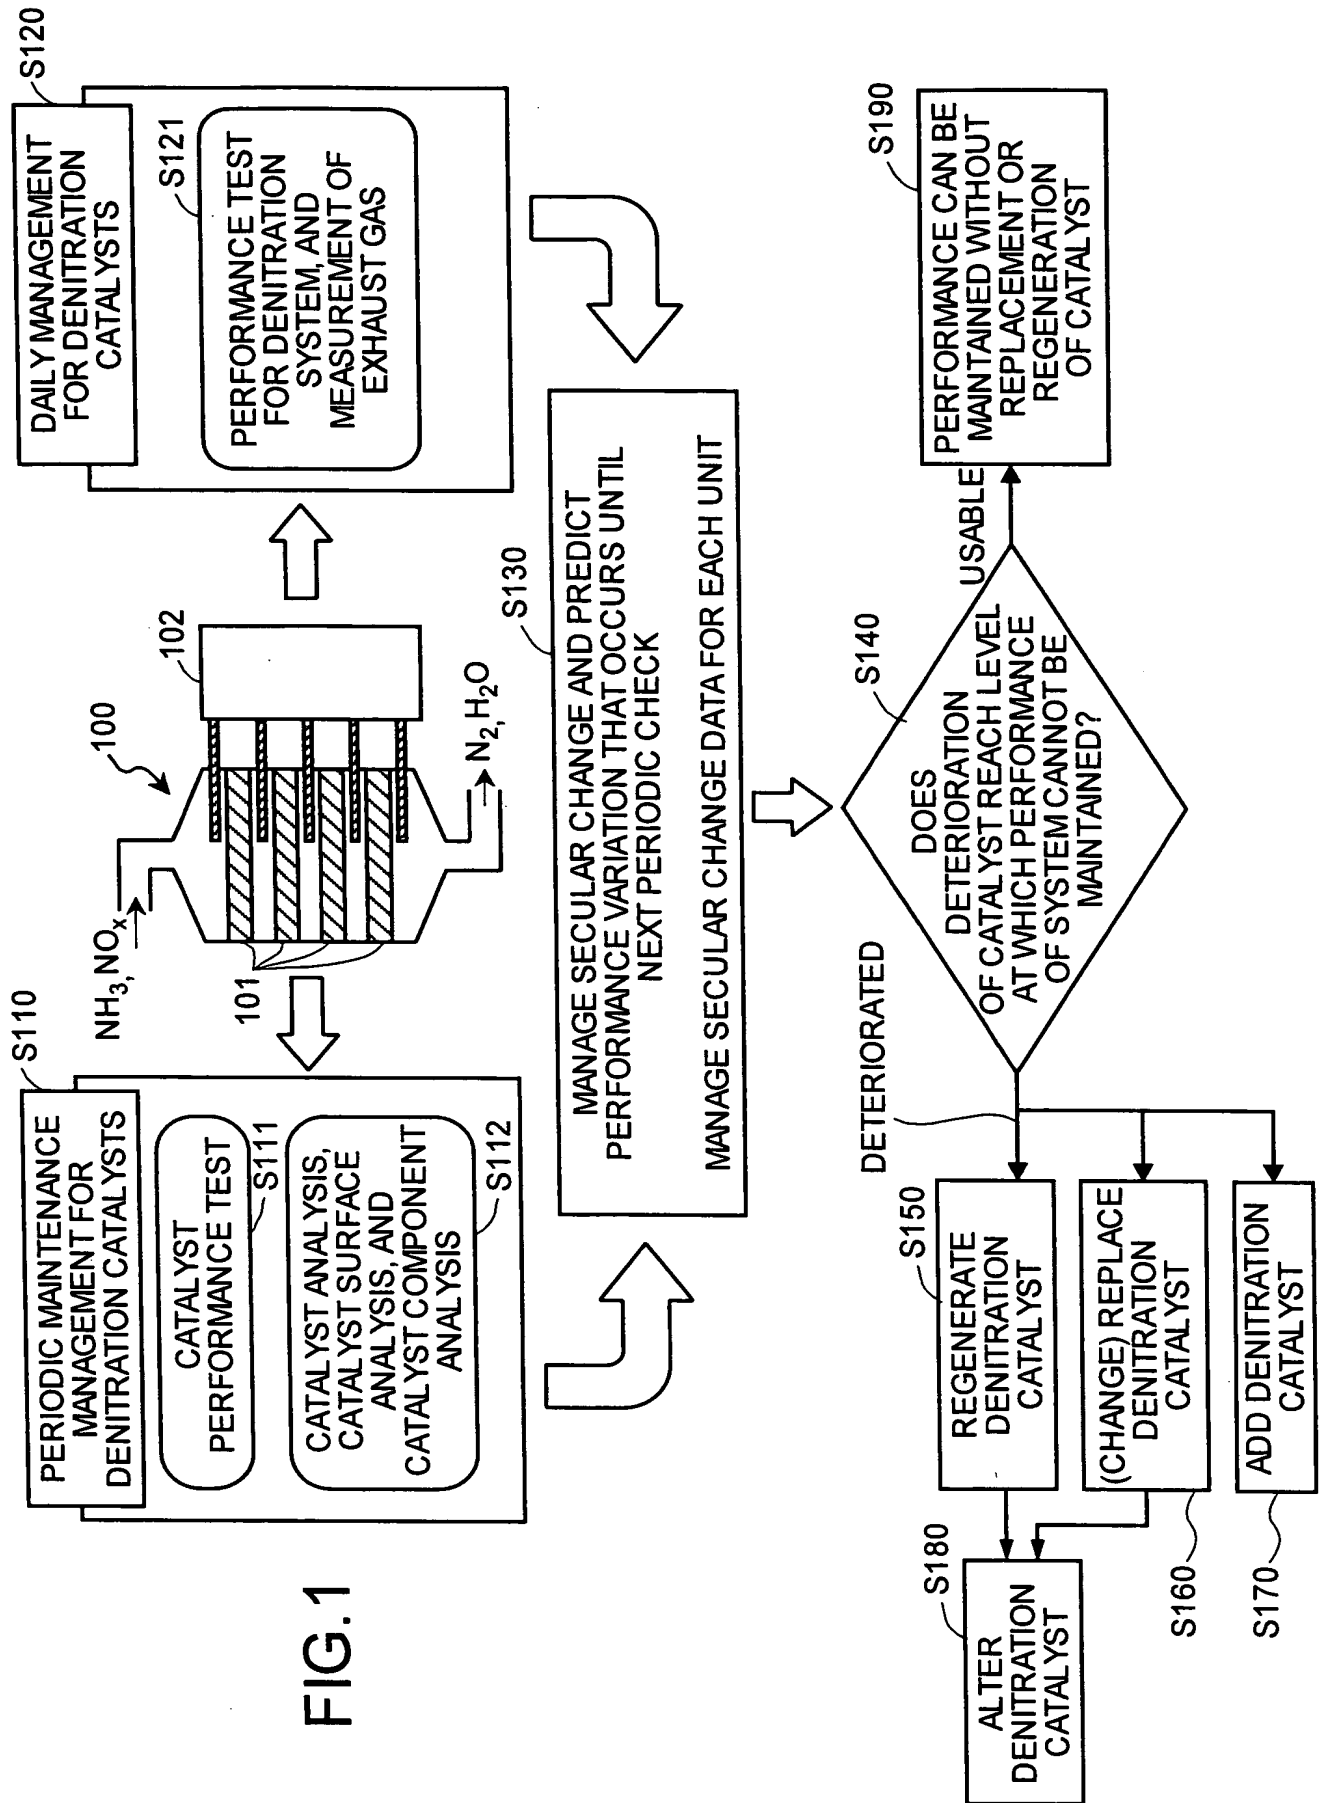 FIG.1
S110
PERIODIC MAINTENANCE
MANAGEMENT FOR
DENITRATION CATALYSTS
CATALYST
PERFORMANCE TEST
S111
CATALYST ANALYSIS,
CATALYST SURFACE
ANALYSIS, AND
CATALYST COMPONENT
ANALYSIS
S112
NH3,NOx
100
101
102
N2,H2O
S120
DAILY MANAGEMENT
FOR DENITRATION
CATALYSTS
S121
PERFORMANCE TEST
FOR DENITRATION
SYSTEM, AND
MEASUREMENT OF
EXHAUST GAS
S130
MANAGE SECULAR CHANGE AND PREDICT
PERFORMANCE VARIATION THAT OCCURS UNTIL
NEXT PERIODIC CHECK
MANAGE SECULAR CHANGE DATA FOR EACH UNIT
S140
DOES
DETERIORATION
OF CATALYST REACH LEVEL
AT WHICH PERFORMANCE
OF SYSTEM CANNOT BE
MAINTAINED?
DETERIORATED
USABLE
S190
PERFORMANCE CAN BE
MAINTAINED WITHOUT
REPLACEMENT OR
REGENERATION
OF CATALYST
S150
REGENERATE
DENITRATION
CATALYST
(CHANGE) REPLACE
DENITRATION
CATALYST
S160
ADD DENITRATION
CATALYST
S170
S180
ALTER
DENITRATION
CATALYST